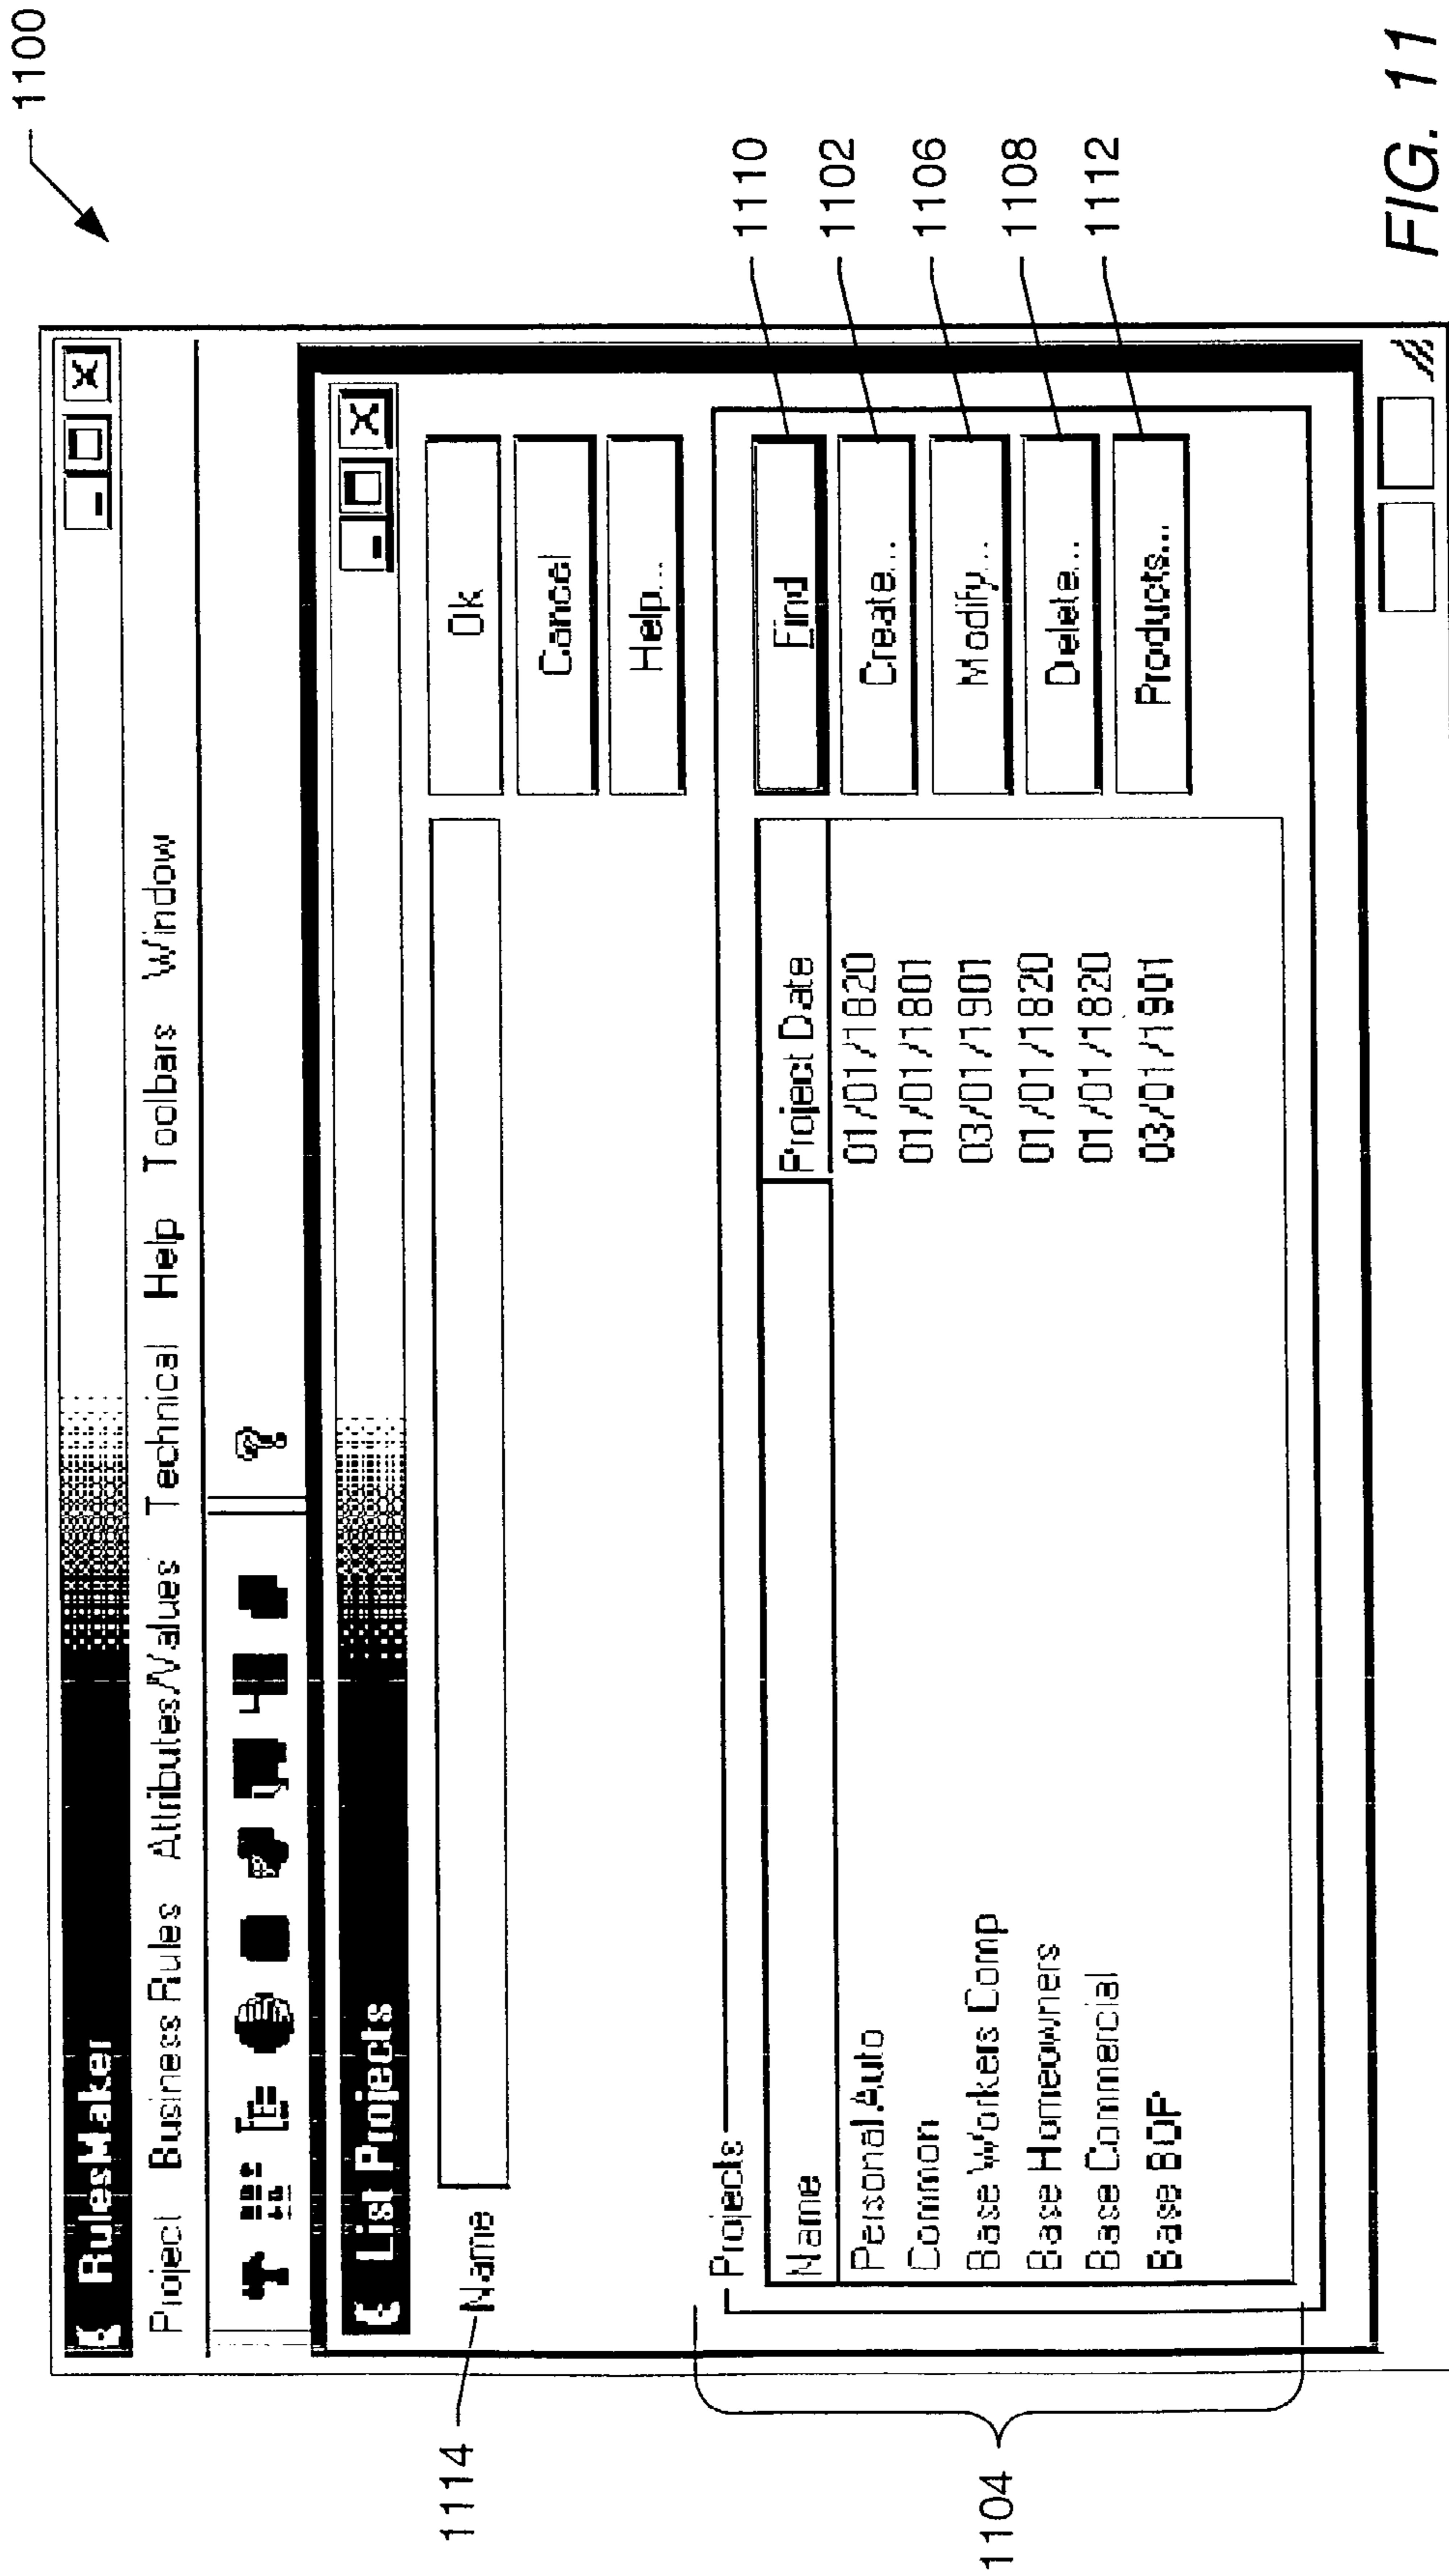 1100
RulesMaker
Project Business Rules Attributes/Values Technical Help Toolbars Window
?
List Projects
1114
Name
Ok
Cancel
Help...
1104
Projects
Name Project Date
Personal Auto 01/01/1820
Common 01/01/1801
Base Workers Comp 03/01/1901
Base Homeowners 01/01/1820
Base Commercial 01/01/1820
Base BOP 03/01/1901
Find 1110
Create... 1102
Modify... 1106
Delete... 1108
Products... 1112
FIG. 11